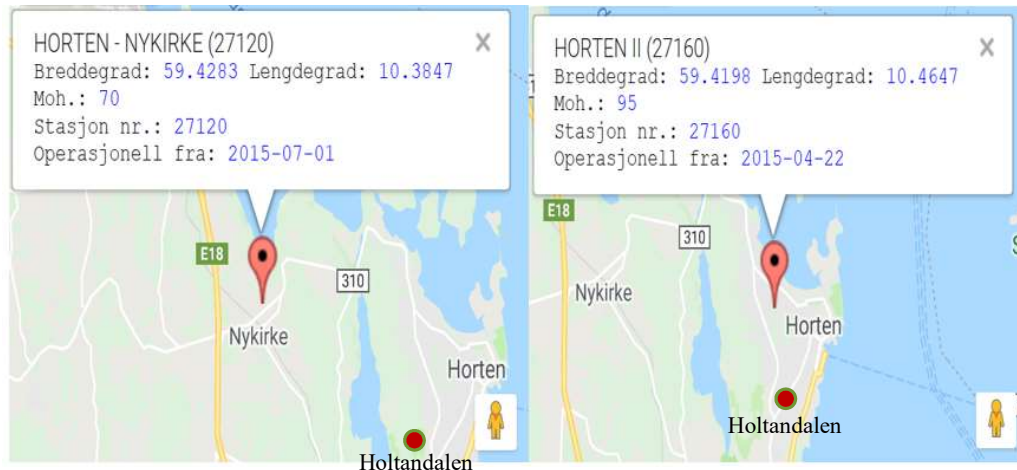 HORTEN - NYKIRKE (27120)
Breddegrad: 59.4283 Lengdegrad: 10.3847
Moh.: 70
Stasjon nr.: 27120
Operasjonell fra: 2015-07-01
E18
310
Nykirke
Horten
Holtandalen
HORTEN II (27160)
Breddegrad: 59.4198 Lengdegrad: 10.4647
Moh.: 95
Stasjon nr.: 27160
Operasjonell fra: 2015-04-22
E18
310
Nykirke
Horten
Holtandalen